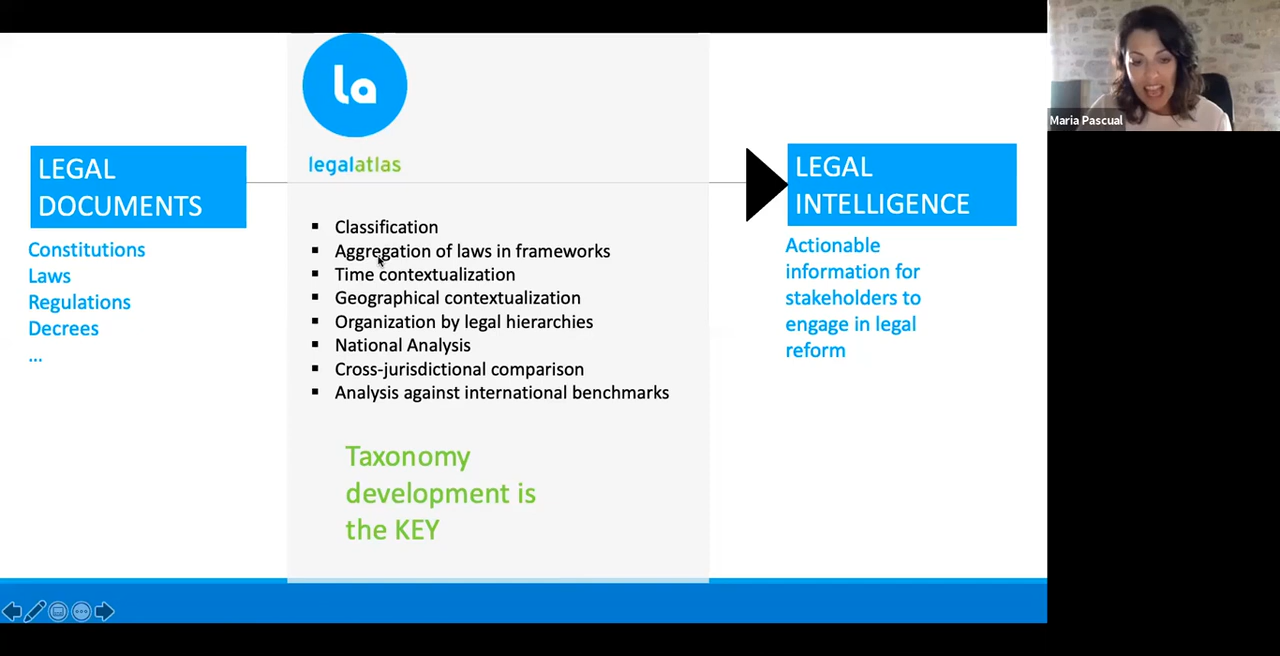 la
legalatlas
LEGAL
DOCUMENTS
Constitutions
Laws
Regulations
Decrees
...
▪ Classification
▪ Aggregation of laws in frameworks
▪ Time contextualization
▪ Geographical contextualization
▪ Organization by legal hierarchies
▪ National Analysis
▪ Cross-jurisdictional comparison
▪ Analysis against international benchmarks
Taxonomy
development is
the KEY
LEGAL
INTELLIGENCE
Actionable
information for
stakeholders to
engage in legal
reform
Maria Pascual